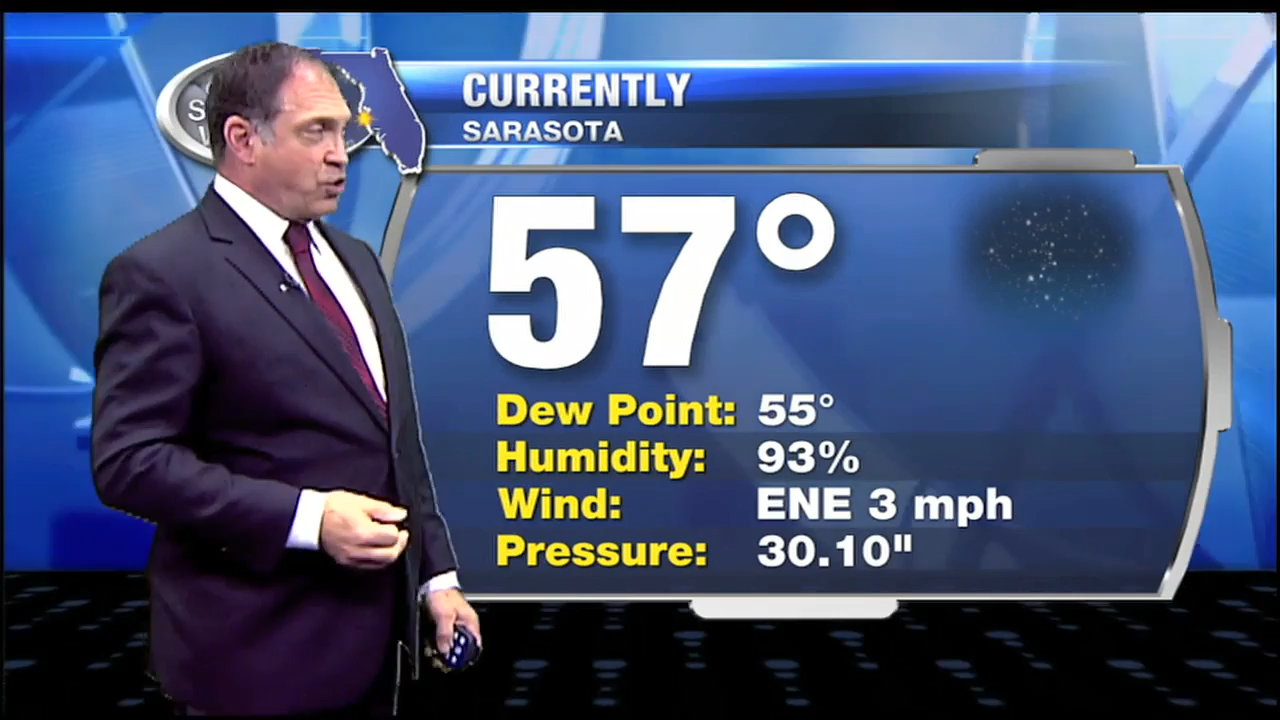 CURRENTLY
SARASOTA
57°
Dew Point: 55°
Humidity: 93%
Wind: ENE 3 mph
Pressure: 30.10"